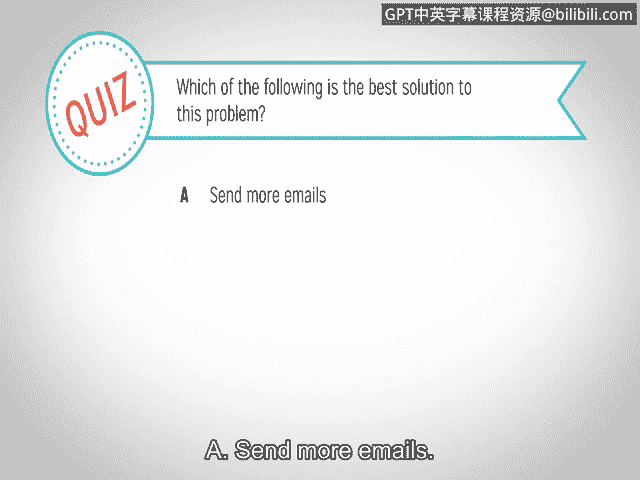 GPT中英字幕课程资源@bilibili.com
QUIZ
Which of the following is the best solution to
this problem?
A Send more emails
A. Send more emails.